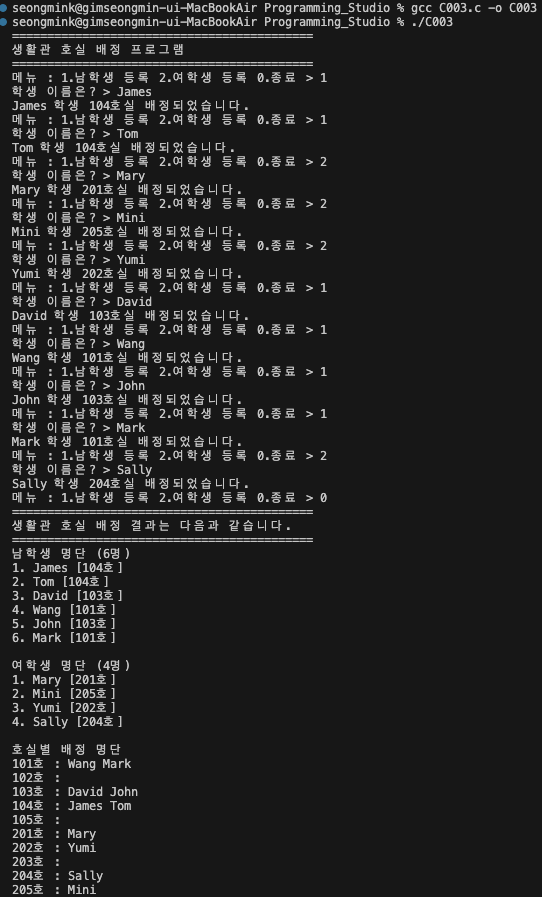 seongmink@gimseongmin-ui-MacBookAir Programming_Studio % gcc C003.c -o C003
seongmink@gimseongmin-ui-MacBookAir Programming_Studio % ./C003
===========================================
생활관 호실 배정 프로그램
===========================================
메뉴 : 1.남학생 등록 2.여학생 등록 0.종료 > 1
학생 이름은? > James
James 학생 104호실 배정되었습니다.
메뉴 : 1.남학생 등록 2.여학생 등록 0.종료 > 1
학생 이름은? > Tom
Tom 학생 104호실 배정되었습니다.
메뉴 : 1.남학생 등록 2.여학생 등록 0.종료 > 2
학생 이름은? > Mary
Mary 학생 201호실 배정되었습니다.
메뉴 : 1.남학생 등록 2.여학생 등록 0.종료 > 2
학생 이름은? > Mini
Mini 학생 205호실 배정되었습니다.
메뉴 : 1.남학생 등록 2.여학생 등록 0.종료 > 2
학생 이름은? > Yumi
Yumi 학생 202호실 배정되었습니다.
메뉴 : 1.남학생 등록 2.여학생 등록 0.종료 > 1
학생 이름은? > David
David 학생 103호실 배정되었습니다.
메뉴 : 1.남학생 등록 2.여학생 등록 0.종료 > 1
학생 이름은? > Wang
Wang 학생 101호실 배정되었습니다.
메뉴 : 1.남학생 등록 2.여학생 등록 0.종료 > 1
학생 이름은? > John
John 학생 103호실 배정되었습니다.
메뉴 : 1.남학생 등록 2.여학생 등록 0.종료 > 1
학생 이름은? > Mark
Mark 학생 101호실 배정되었습니다.
메뉴 : 1.남학생 등록 2.여학생 등록 0.종료 > 2
학생 이름은? > Sally
Sally 학생 204호실 배정되었습니다.
메뉴 : 1.남학생 등록 2.여학생 등록 0.종료 > 0
===========================================
생활관 호실 배정 결과는 다음과 같습니다.
===========================================
남학생 명단 (6명)
1. James [104호]
2. Tom [104호]
3. David [103호]
4. Wang [101호]
5. John [103호]
6. Mark [101호]

여학생 명단 (4명)
1. Mary [201호]
2. Mini [205호]
3. Yumi [202호]
4. Sally [204호]

호실별 배정 명단
101호 : Wang Mark
102호 :
103호 : David John
104호 : James Tom
105호 :
201호 : Mary
202호 : Yumi
203호 :
204호 : Sally
205호 : Mini